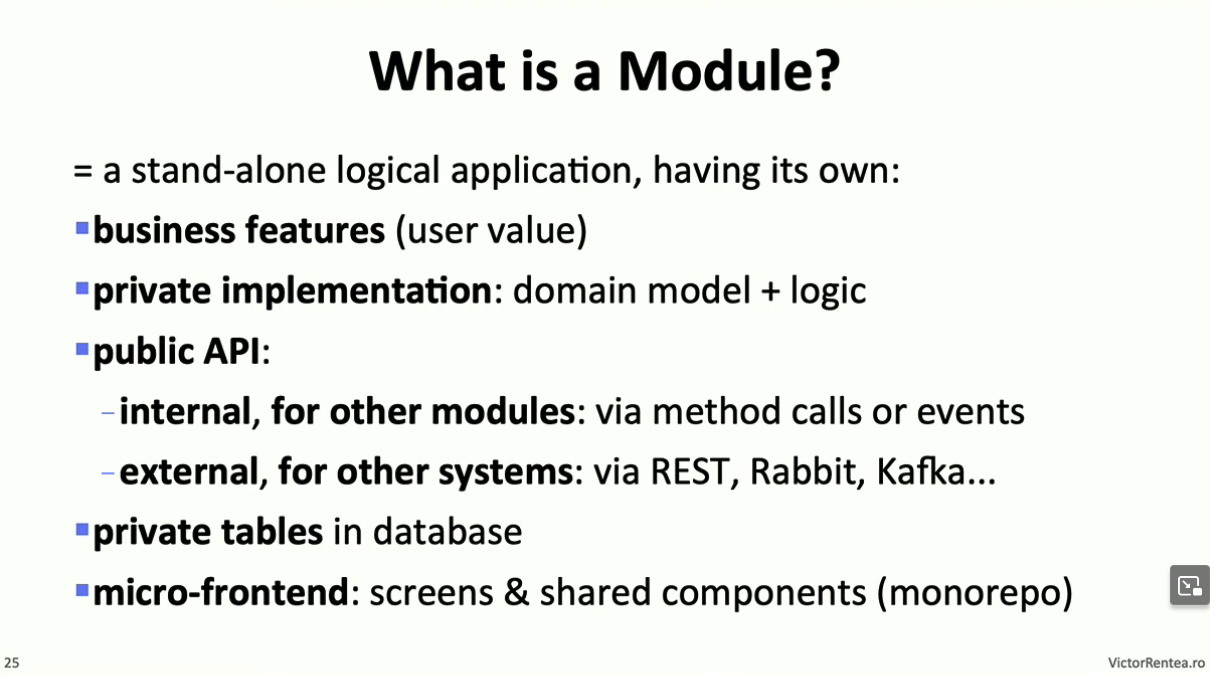 What is a Module?
= a stand-alone logical application, having its own:
▪business features (user value)
▪private implementation: domain model + logic
▪public API:
–internal, for other modules: via method calls or events
–external, for other systems: via REST, Rabbit, Kafka...
▪private tables in database
▪micro-frontend: screens & shared components (monorepo)
25
VictorRentea.ro